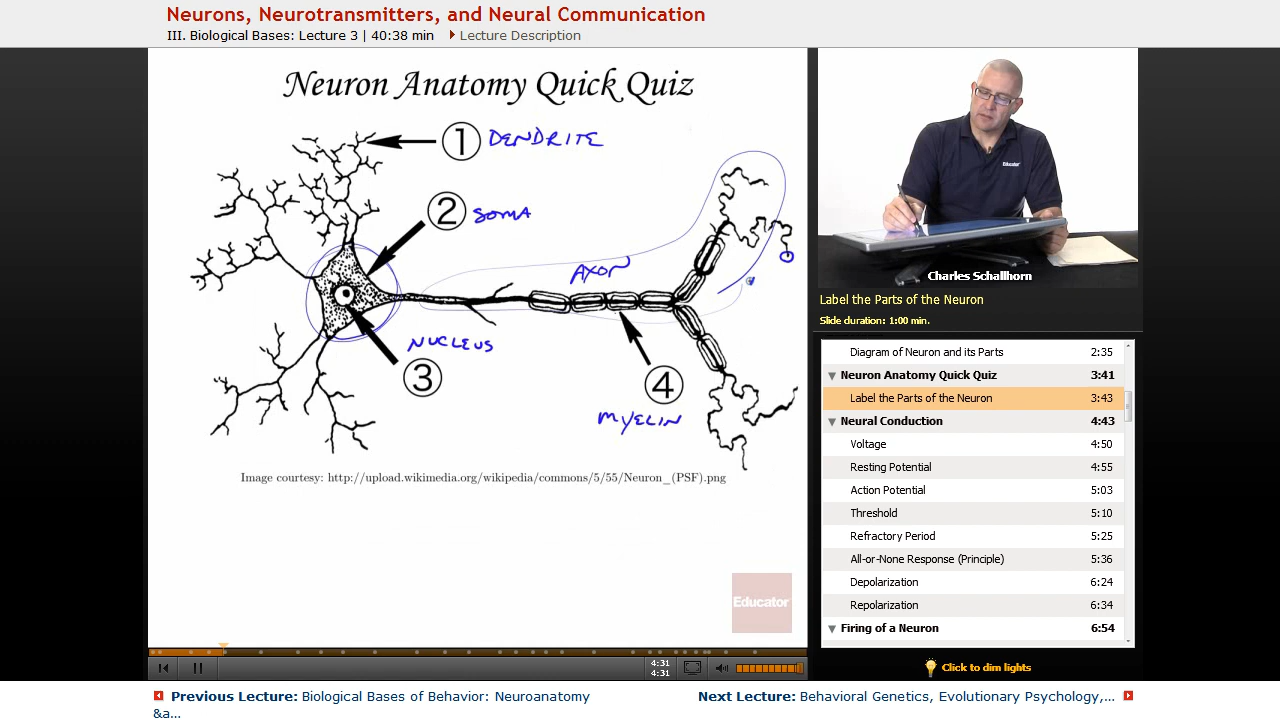 Neurons, Neurotransmitters, and Neural Communication
III. Biological Bases: Lecture 3 | 40:38 min Lecture Description
Neuron Anatomy Quick Quiz
1 DENDRITE
2 SOMA
AXON
NUCLEUS
3
4
MYELIN
Image courtesy: http://upload.wikimedia.org/wikipedia/commons/5/55/Neuron_(PSF).png
Educator
Educator
Charles Schallhorn
Label the Parts of the Neuron
Slide duration: 1:00 min.
Diagram of Neuron and its Parts 2:35
Neuron Anatomy Quick Quiz 3:41
Label the Parts of the Neuron 3:43
Neural Conduction 4:43
Voltage 4:50
Resting Potential 4:55
Action Potential 5:03
Threshold 5:10
Refractory Period 5:25
All-or-None Response (Principle) 5:36
Depolarization 6:24
Repolarization 6:34
Firing of a Neuron 6:54
4:31
4:31
Click to dim lights
Previous Lecture: Biological Bases of Behavior: Neuroanatomy
&a...
Next Lecture: Behavioral Genetics, Evolutionary Psychology,...